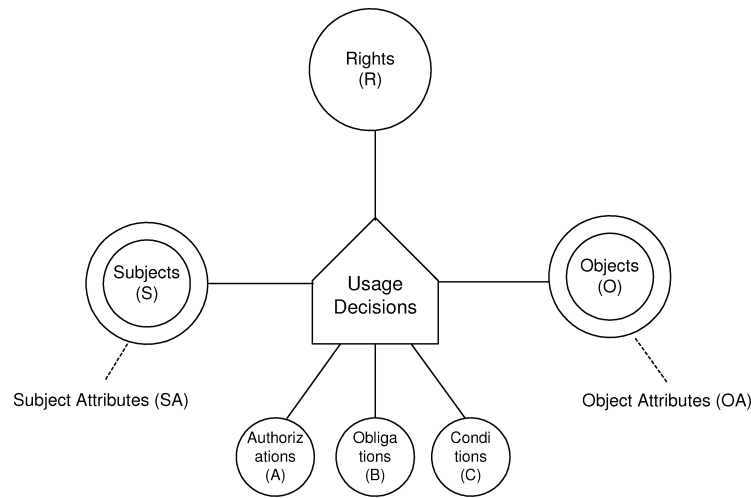 Rights
(R)
Subjects
(S)
Objects
(O)
Usage
Decisions
Subject Attributes (SA)
Object Attributes (OA)
Authoriz
ations
(A)
Obliga
tions
(B)
Condi
tions
(C)